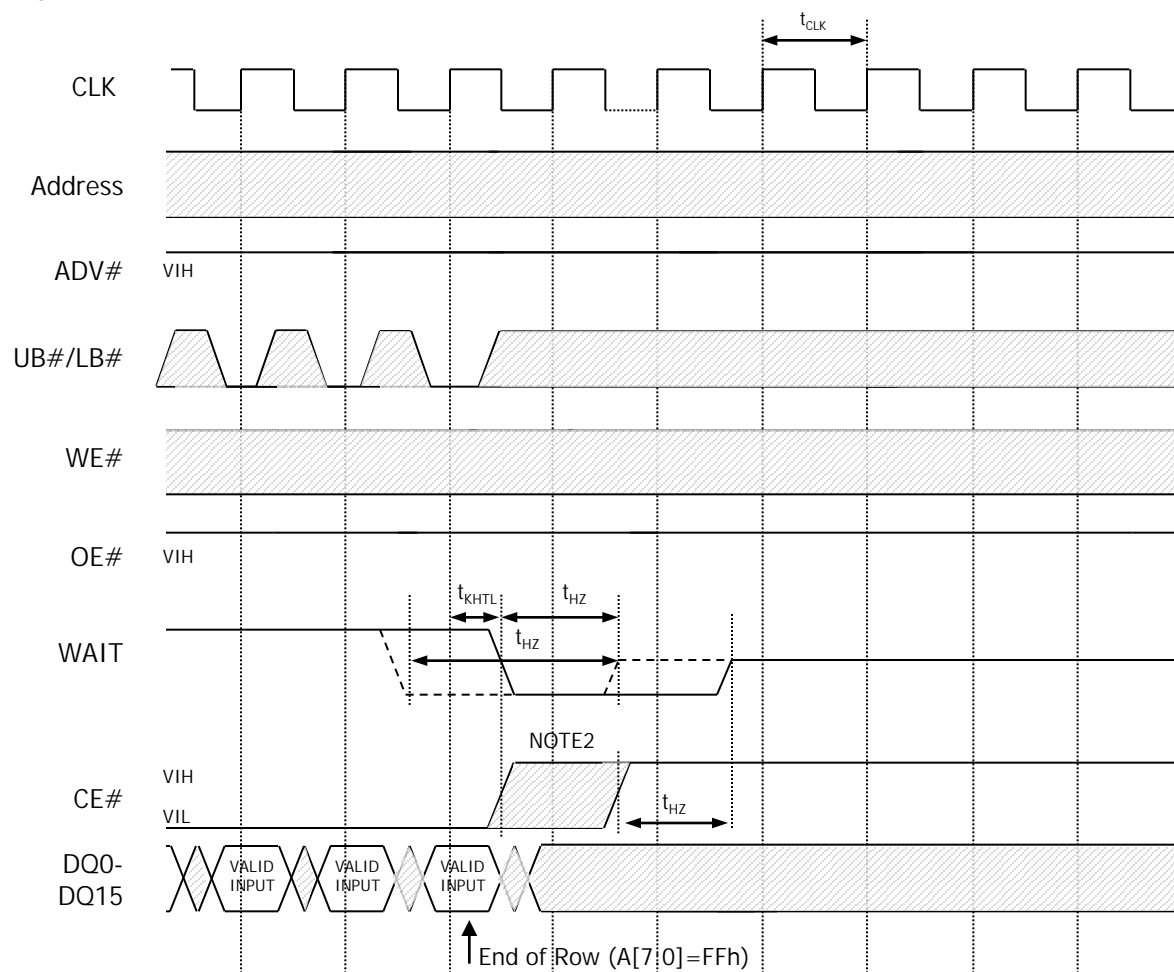 tCLK
CLK
Address
ADV#
VIH
UB#/LB#
WE#
OE#
VIH
tKHTL
tHZ
tHZ
WAIT
NOTE2
VIH
CE#
VIL
tHZ
DQ0-
DQ15
VALID
INPUT
VALID
INPUT
VALID
INPUT
End of Row (A[7:0]=FFh)